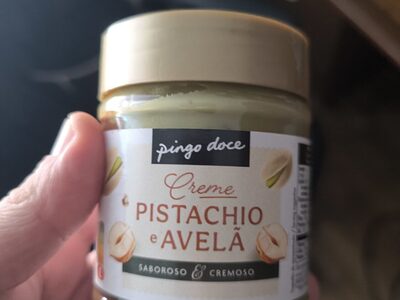 pingo doce
Creme
PISTACHIO
e AVELÃ
SABOROSO & CREMOSO